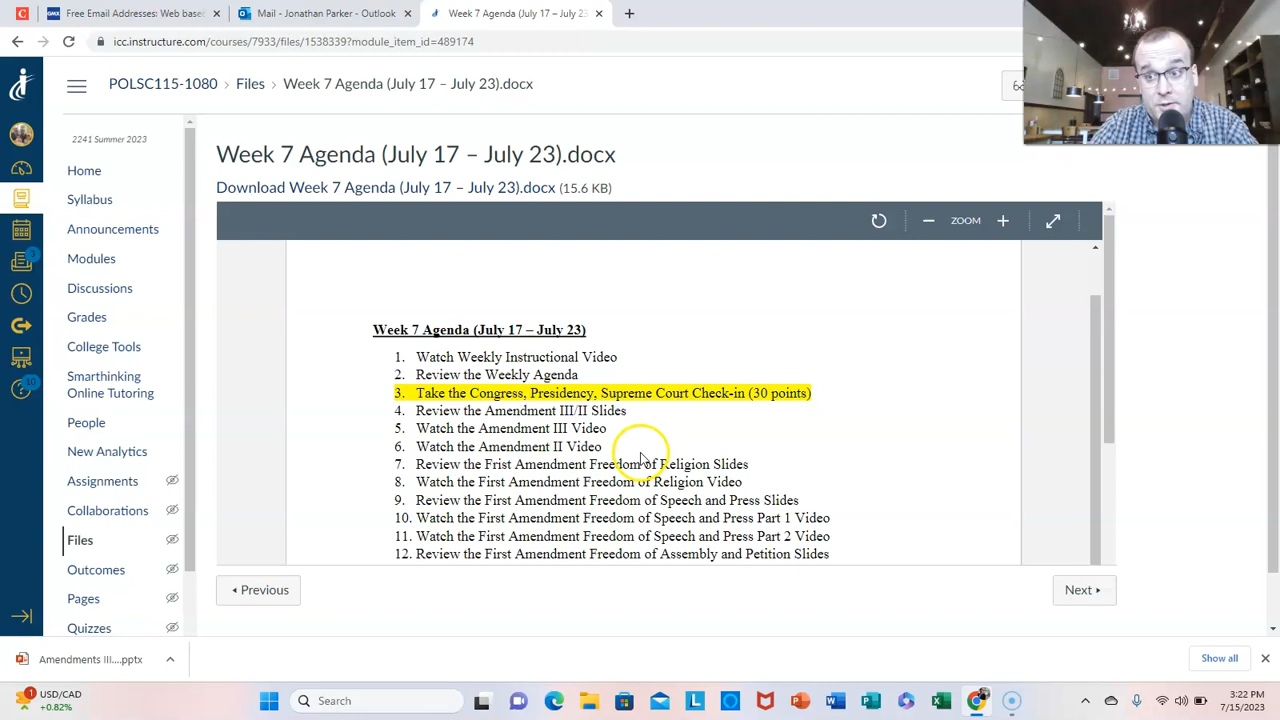 Free Email Addresses: Web base
Mail - Jonathan Parker - Outlook
Week 7 Agenda (July 17 – July 23
icc.instructure.com/courses/7933/files/1538339?module_item_id=489174
POLSC115-1080 › Files › Week 7 Agenda (July 17 – July 23).docx
2241 Summer 2023
Home
Syllabus
Announcements
Modules
Discussions
Grades
College Tools
Smarthinking
Online Tutoring
People
New Analytics
Assignments
Collaborations
Files
Outcomes
Pages
Quizzes
3
10
Week 7 Agenda (July 17 – July 23).docx
Download Week 7 Agenda (July 17 – July 23).docx (15.6 KB)
ZOOM
Week 7 Agenda (July 17 – July 23)
1. Watch Weekly Instructional Video
2. Review the Weekly Agenda
3. Take the Congress, Presidency, Supreme Court Check-in (30 points)
4. Review the Amendment III/II Slides
5. Watch the Amendment III Video
6. Watch the Amendment II Video
7. Review the Frist Amendment Freedom of Religion Slides
8. Watch the First Amendment Freedom of Religion Video
9. Review the First Amendment Freedom of Speech and Press Slides
10. Watch the First Amendment Freedom of Speech and Press Part 1 Video
11. Watch the First Amendment Freedom of Speech and Press Part 2 Video
12. Review the First Amendment Freedom of Assembly and Petition Slides
Previous
Next
Amendments III....pptx
Show all
1
USD/CAD
+0.82%
Search
3:22 PM
7/15/2023